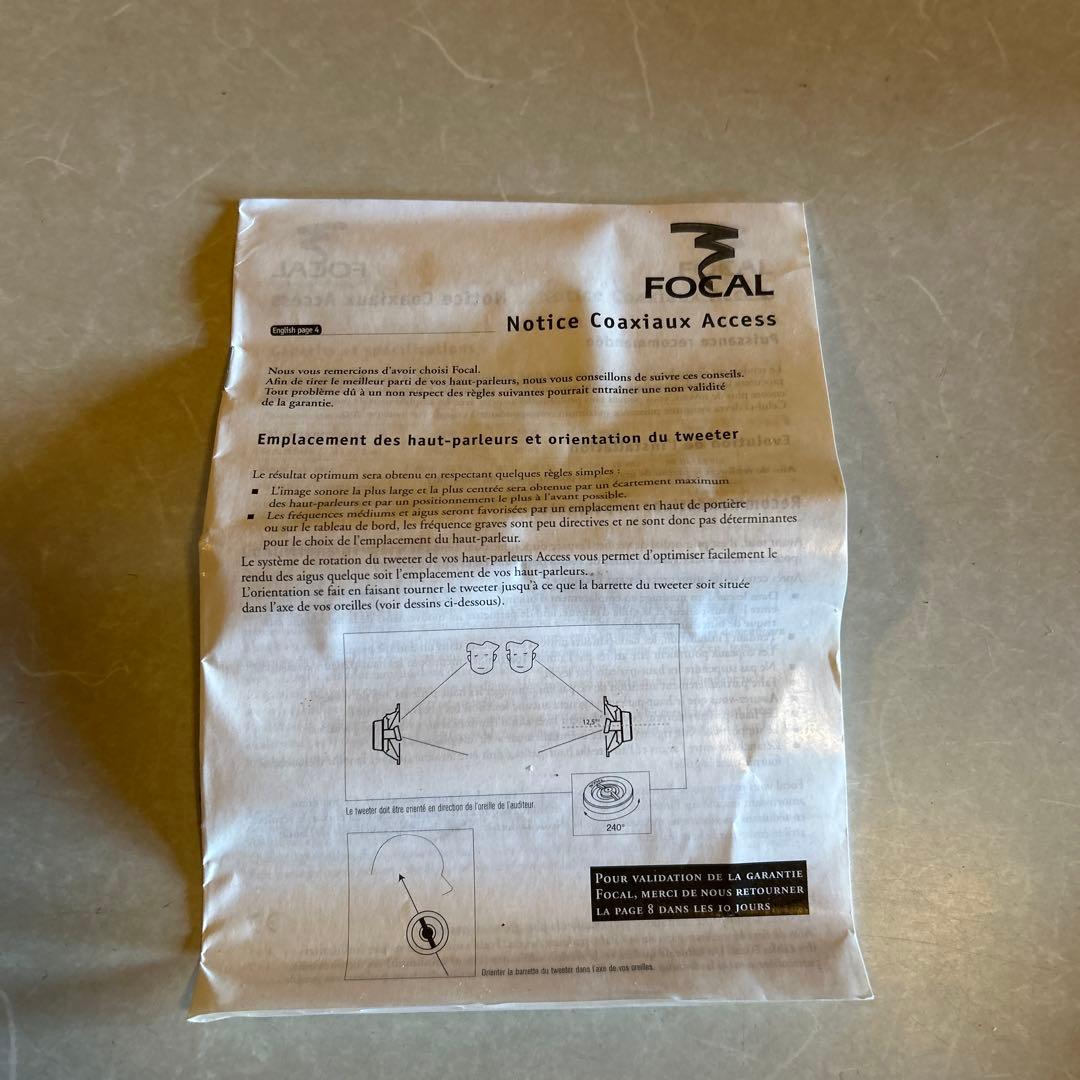 FOCAL
Notice Coaxiaux Access
English page 4
Nous vous remercions d'avoir choisi Focal.
Afin de tirer le meilleur parti de vos haut-parleurs, nous vous conseillons de suivre ces conseils.
Tout problème dû à un non respect des règles suivantes pourrait entraîner une non validité
de la garantie.
Emplacement des haut-parleurs et orientation du tweeter
Le résultat optimum sera obtenu en respectant quelques règles simples :
■ L'image sonore la plus large et la plus centrée sera obtenue par un écartement maximum
des haut-parleurs et par un positionnement le plus à l'avant possible.
■ Les fréquences médiums et aigus seront favorisées par un emplacement en haut de portière
ou sur le tableau de bord, les fréquence graves sont peu directives et ne sont donc pas déterminantes
pour le choix de l'emplacement du haut-parleur.
Le système de rotation du tweeter de vos haut-parleurs Access vous permet d'optimiser facilement le
rendu des aigus quelque soit l'emplacement de vos haut-parleurs.
L'orientation se fait en faisant tourner le tweeter jusqu'à ce que la barrette du tweeter soit située
dans l'axe de vos oreilles (voir dessins ci-dessous).
12,5°
Le tweeter doit être orienté en direction de l'oreille de l'auditeur.
240°
POUR VALIDATION DE LA GARANTIE
FOCAL, MERCI DE NOUS RETOURNER
LA PAGE 8 DANS LES 10 JOURS
Orienter la barrette du tweeter dans l'axe de vos oreilles.